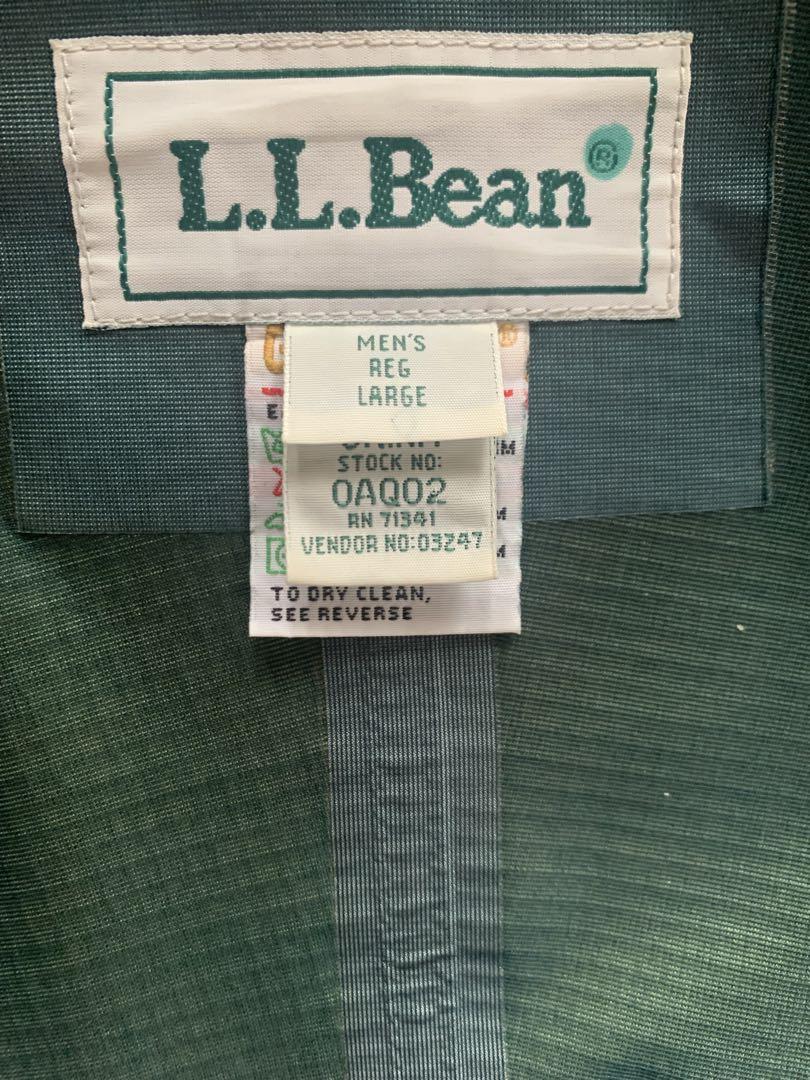 L.L.Bean®
MEN'S
REG
LARGE
STOCK NO:
0AQ02
RN 71341
VENDOR NO:03247
TO DRY CLEAN,
SEE REVERSE